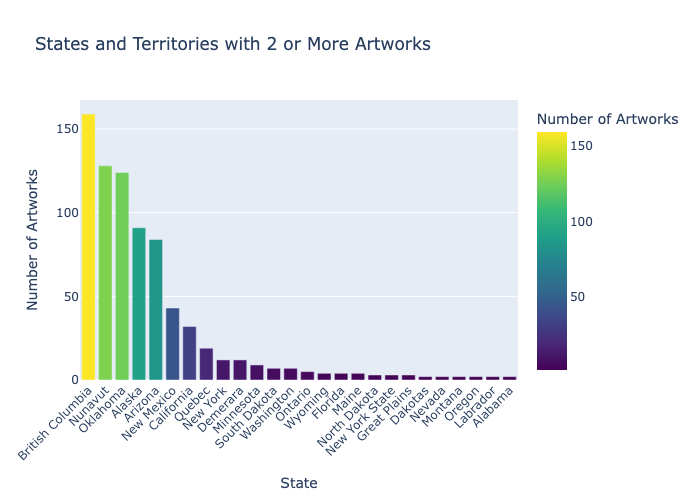 States and Territories with 2 or More Artworks
Number of Artworks
150
100
50
0
British Columbia
Nunavut
Oklahoma
Alaska
Arizona
New Mexico
California
Quebec
New York
Demerara
Minnesota
South Dakota
Washington
Ontario
Wyoming
Florida
Maine
North Dakota
New York State
Great Plains
Dakotas
Nevada
Montana
Oregon
Labrador
Alabama
State
Number of Artworks
150
100
50